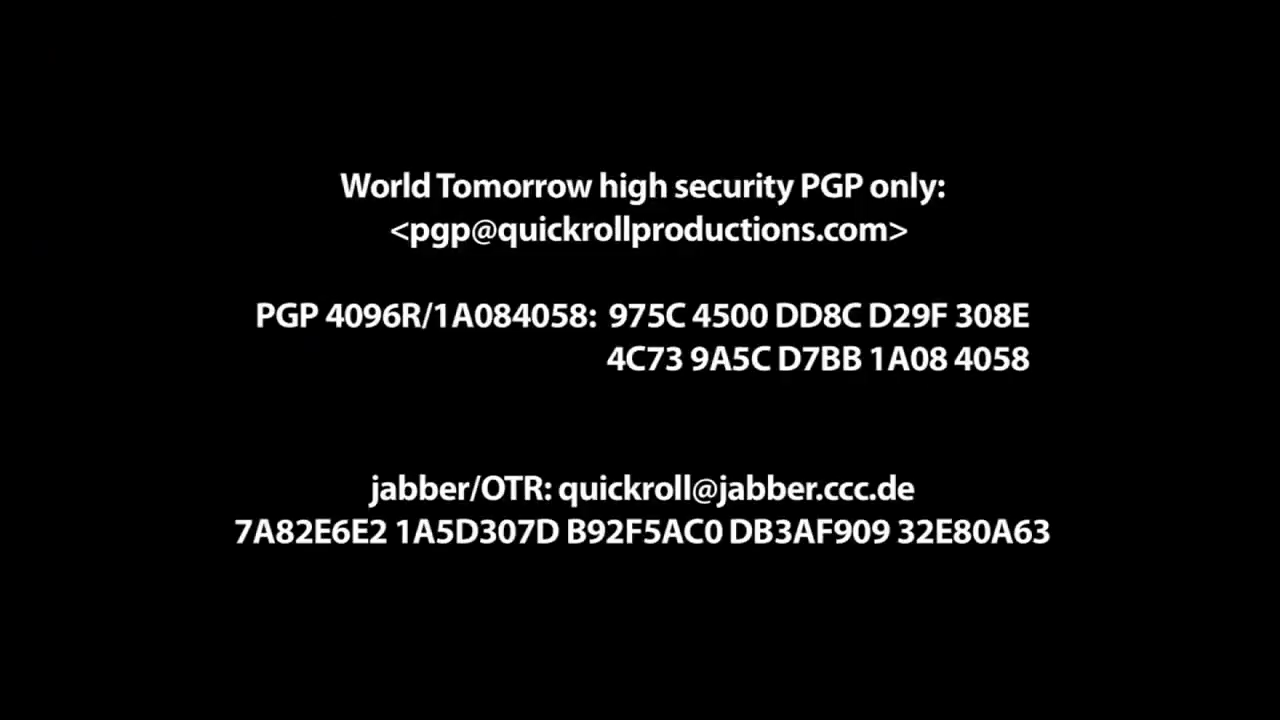 World Tomorrow high security PGP only:
<pgp@quickrollproductions.com>
PGP 4096R/1A084058: 975C 4500 DD8C D29F 308E
4C73 9A5C D7BB 1A08 4058
jabber/OTR: quickroll@jabber.ccc.de
7A82E6E2 1A5D307D B92F5AC0 DB3AF909 32E80A63